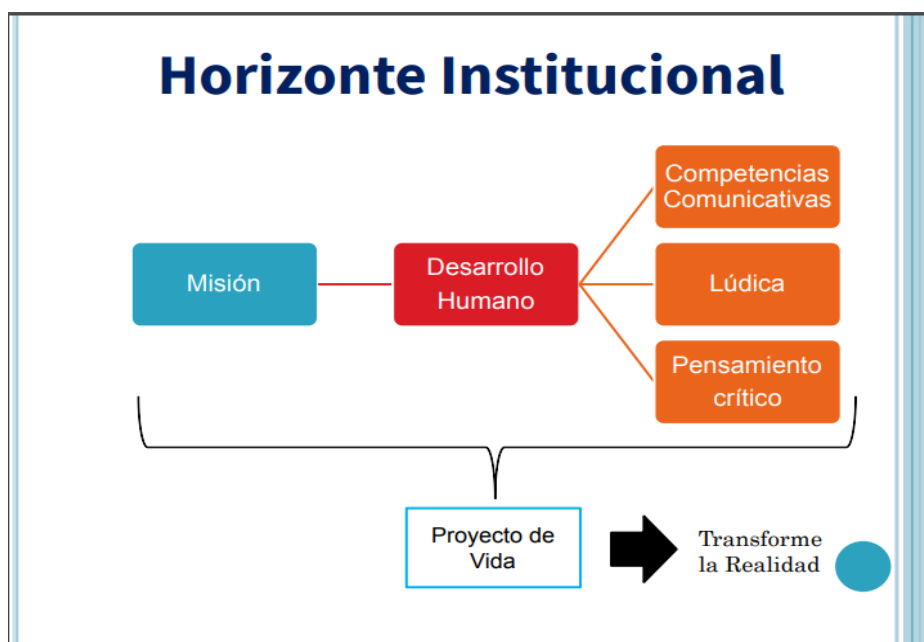 Horizonte Institucional
Competencias
Comunicativas
Misión
Desarrollo
Humano
Lúdica
Pensamiento
crítico
Proyecto de
Vida
Transforme
la Realidad